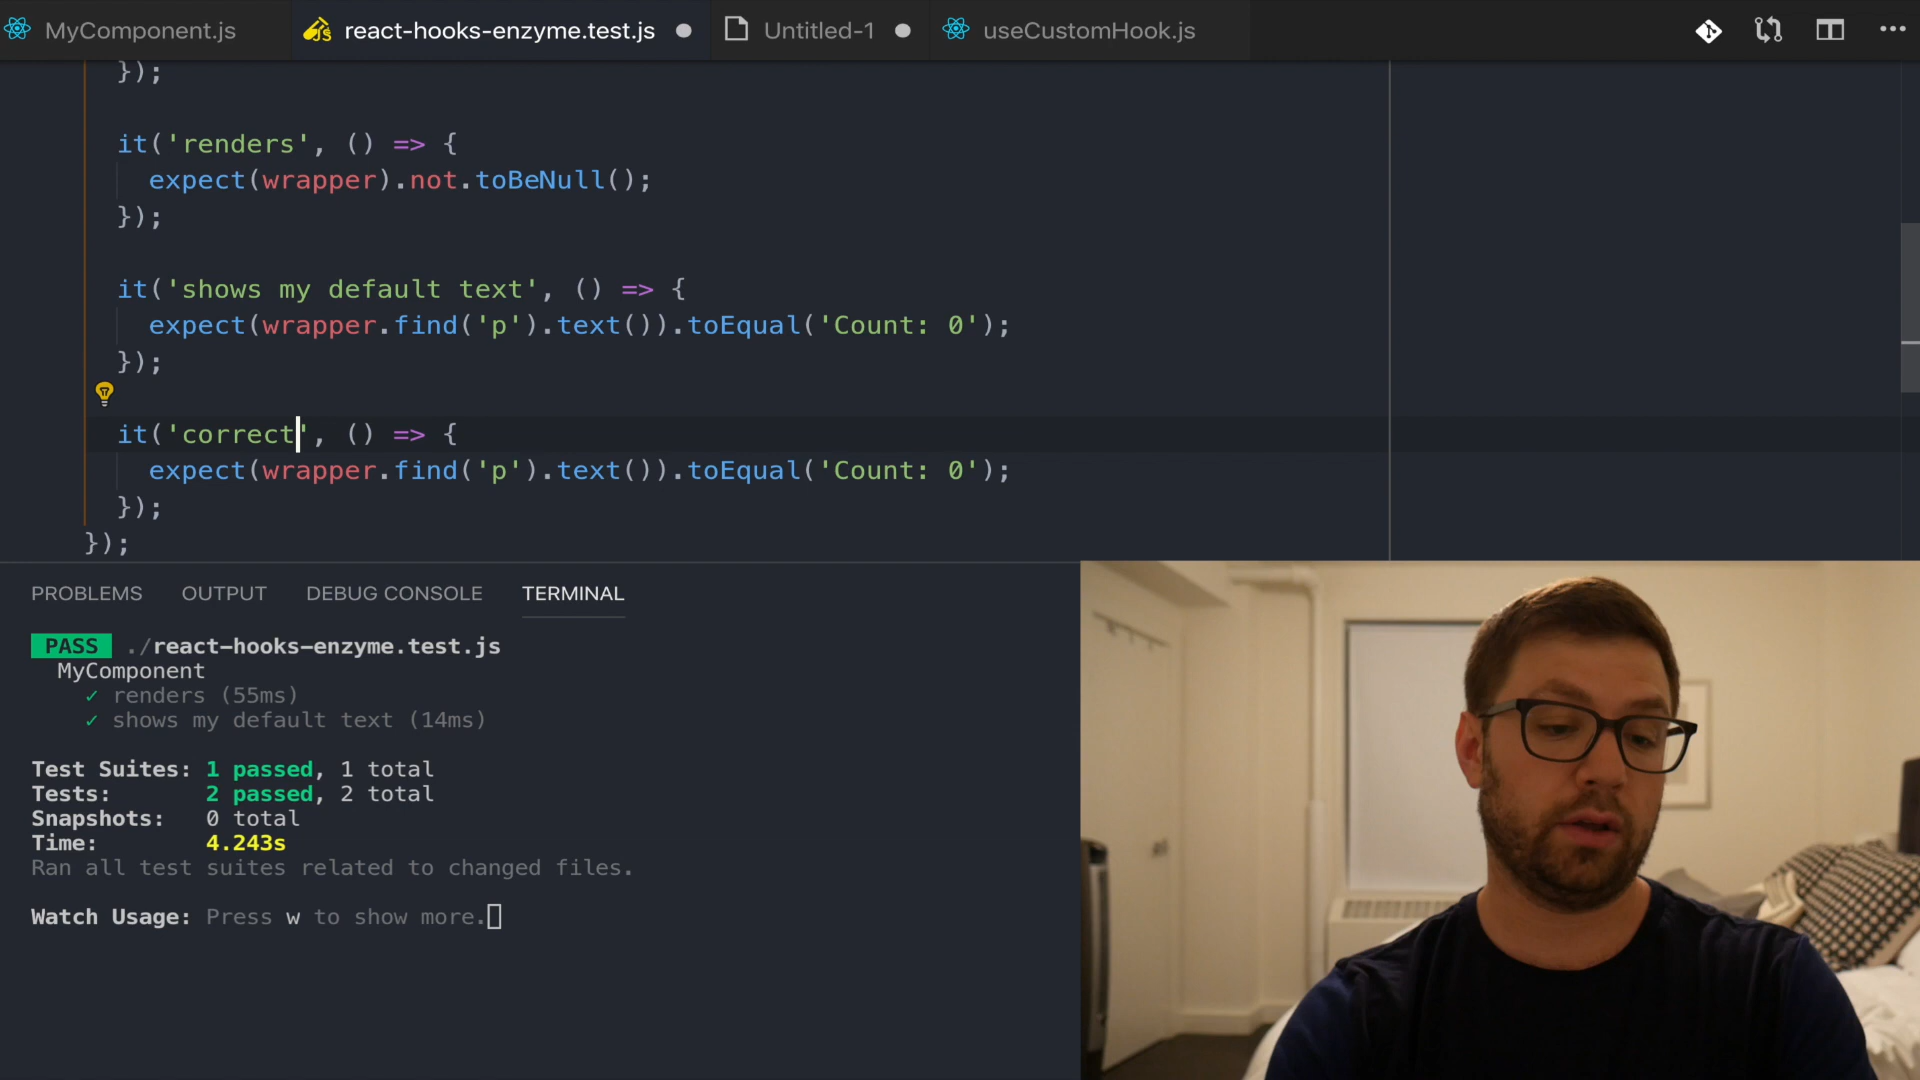 MyComponent.js
react-hooks-enzyme.test.js
Untitled-1
useCustomHook.js
});
it('renders', () => {
expect(wrapper).not.toBeNull();
});
it('shows my default text', () => {
expect(wrapper.find('p').text()).toEqual('Count: 0');
});
it('correct', () => {
expect(wrapper.find('p').text()).toEqual('Count: 0');
});
});
PROBLEMS OUTPUT DEBUG CONSOLE TERMINAL
PASS ./react-hooks-enzyme.test.js
MyComponent
✓ renders (55ms)
✓ shows my default text (14ms)
Test Suites: 1 passed, 1 total
Tests: 2 passed, 2 total
Snapshots: 0 total
Time: 4.243s
Ran all test suites related to changed files.
Watch Usage: Press w to show more.